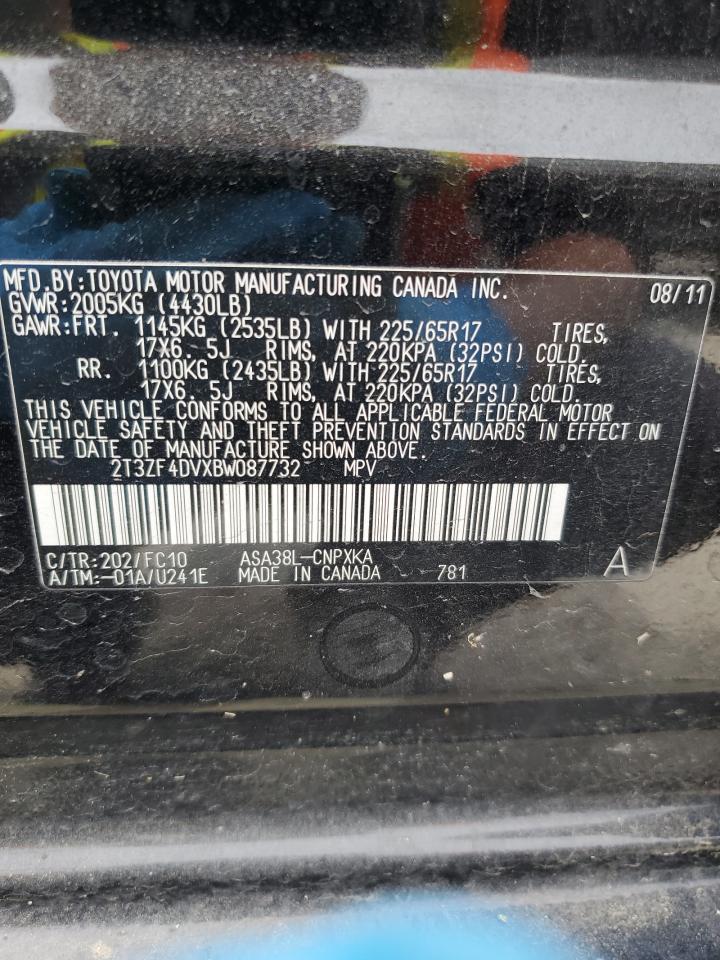 MFD.BY:TOYOTA MOTOR MANUFACTURING CANADA INC. 08/11
GVWR:2005KG (4430LB)
GAWR:FRT. 1145KG (2535LB) WITH 225/65R17 TIRES,
17X6. 5J RIMS, AT 220KPA (32PSI) COLD.
RR. 1100KG (2435LB) WITH 225/65R17 TIRES,
17X6. 5J RIMS, AT 220KPA (32PSI) COLD.
THIS VEHICLE CONFORMS TO ALL APPLICABLE FEDERAL MOTOR
VEHICLE SAFETY AND THEFT PREVENTION STANDARDS IN EFFECT ON
THE DATE OF MANUFACTURE SHOWN ABOVE.
2T3ZF4DVXBW087732 MPV
C/TR:202/FC10 ASA38L-CNPXKA
A/TM:-01A/U241E MADE IN CANADA 781 A